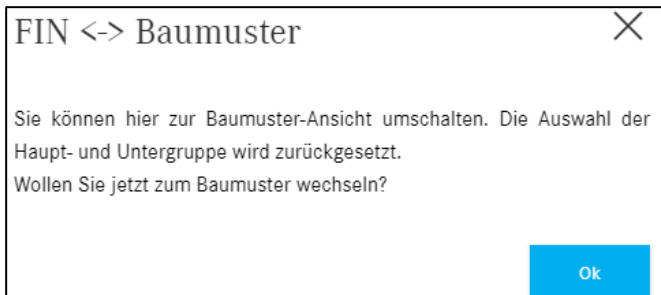 FIN <-> Baumuster
Sie können hier zur Baumuster-Ansicht umschalten. Die Auswahl der
Haupt- und Untergruppe wird zurückgesetzt.
Wollen Sie jetzt zum Baumuster wechseln?
Ok